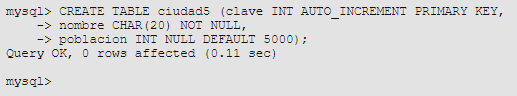 mysql> CREATE TABLE ciudad5 (clave INT AUTO_INCREMENT PRIMARY KEY,
    -> nombre CHAR(20) NOT NULL,
    -> poblacion INT NULL DEFAULT 5000);
Query OK, 0 rows affected (0.11 sec)
mysql>